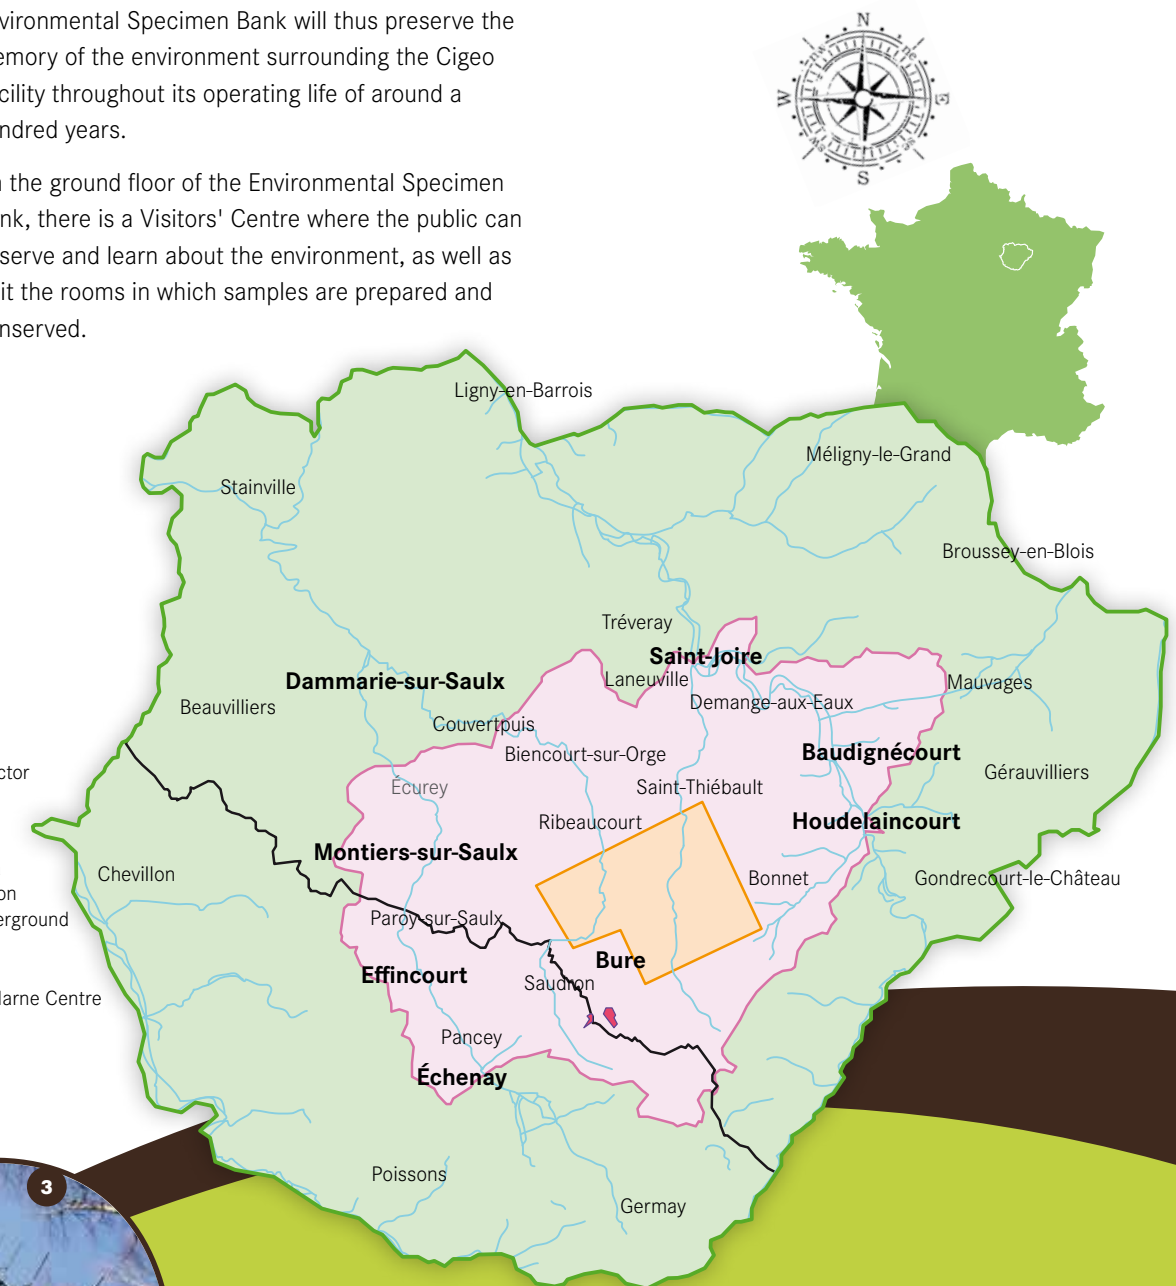 vironmental Specimen Bank will thus preserve the
emory of the environment surrounding the Cigeo
cility throughout its operating life of around a
ndred years.
the ground floor of the Environmental Specimen
nk, there is a Visitors' Centre where the public can
serve and learn about the environment, as well as
it the rooms in which samples are prepared and
nserved.
N
nw
ne
W
E
sw
se
S
Ligny-en-Barrois
Méligny-le-Grand
Stainville
Broussey-en-Blois
Tréveray
Saint-Joire
Dammarie-sur-Saulx
Laneuville
Mauvages
Demange-aux-Eaux
Beauvilliers
Couvertpuis
Biencourt-sur-Orge
Baudignécourt
ctor
Gérauvilliers
Écurey
Saint-Thiébault
Ribeaucourt
Houdelaincourt
Montiers-sur-Saulx
Chevillon
Bonnet
Gondrecourt-le-Château
on
erground
Paroy-sur-Saulx
Bure
Effincourt
Saudron
arne Centre
Pancey
Échenay
Poissons
3
Germay